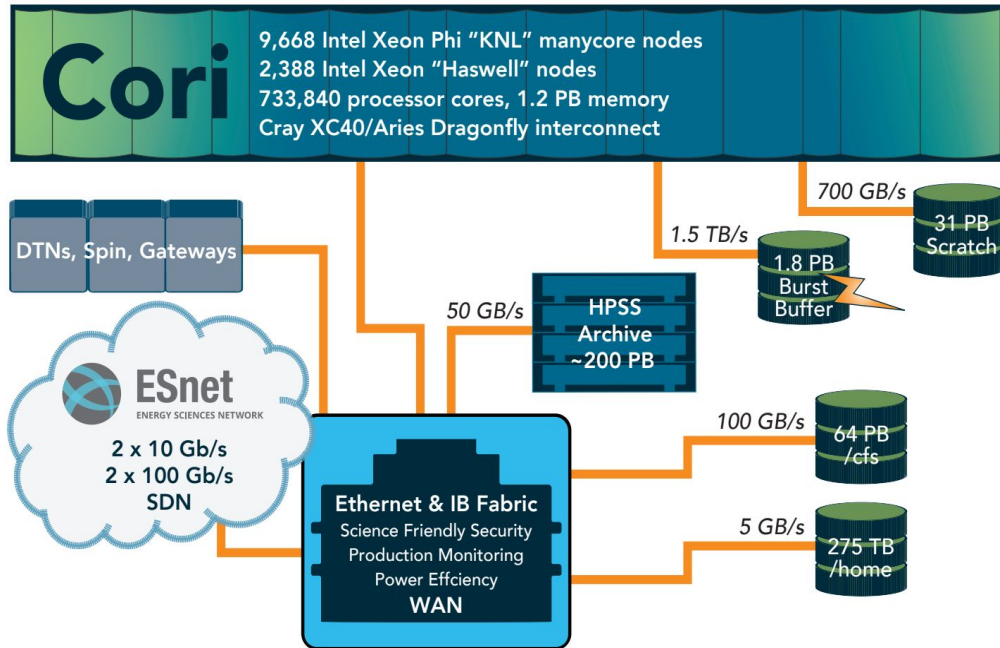 Cori
9,668 Intel Xeon Phi “KNL” manycore nodes
2,388 Intel Xeon “Haswell” nodes
733,840 processor cores, 1.2 PB memory
Cray XC40/Aries Dragonfly interconnect
700 GB/s
31 PB
Scratch
DTNs, Spin, Gateways
1.5 TB/s
1.8 PB
Burst
Buffer
50 GB/s
HPSS
Archive
~200 PB
ESnet
ENERGY SCIENCES NETWORK
2 x 10 Gb/s
2 x 100 Gb/s
SDN
100 GB/s
64 PB
/cfs
Ethernet & IB Fabric
Science Friendly Security
Production Monitoring
Power Effciency
WAN
5 GB/s
275 TB
/home